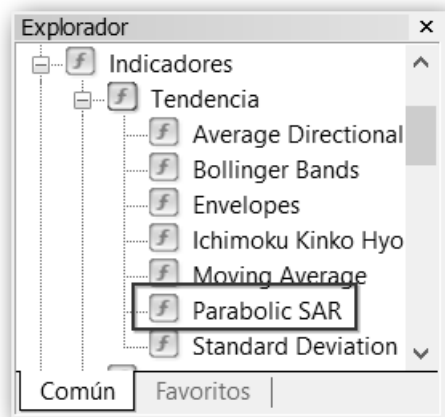 Explorador
Indicadores
Tendencia
Average Directional
Bollinger Bands
Envelopes
Ichimoku Kinko Hyo
Moving Average
Parabolic SAR
Standard Deviation
Común Favoritos